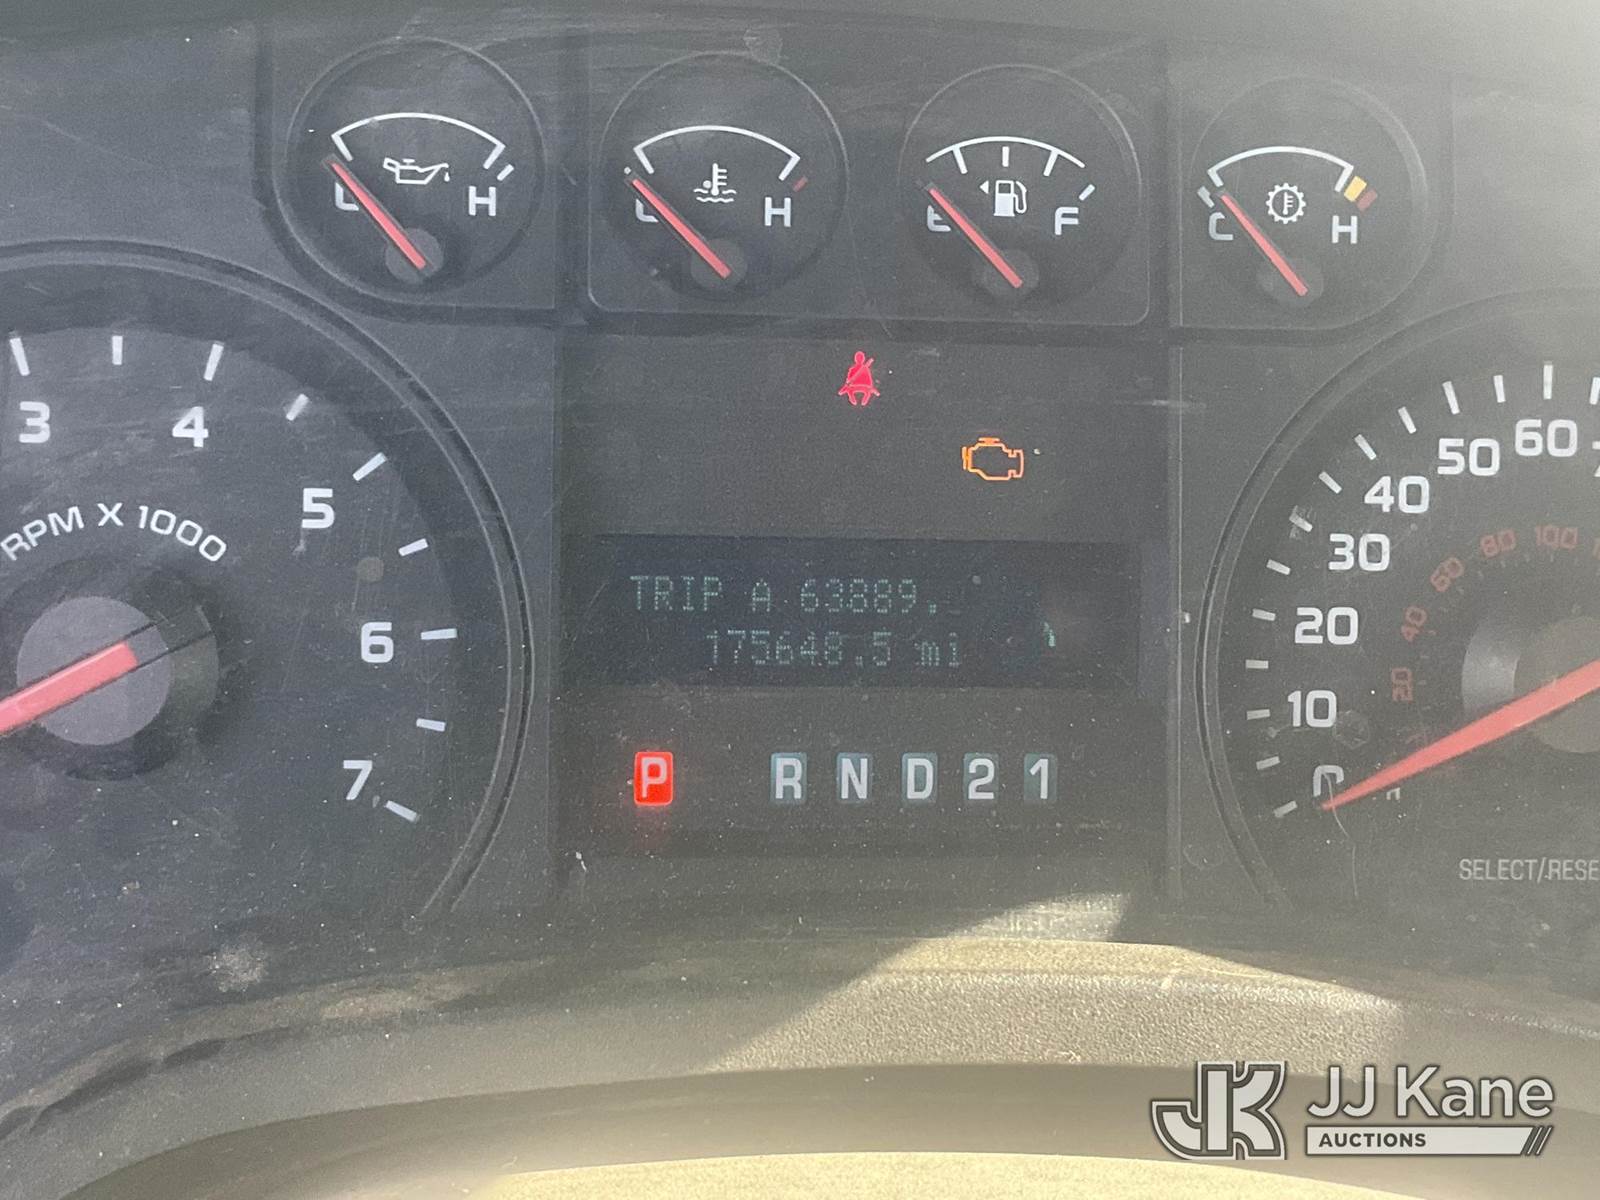 L H
C H
E F
C H
3 4 5 6 7
RPM X 1000
10 20 30 40 50 60
20 40 60 80 100
TRIP A 63889.
175648.5 mi
P R N D 2 1
0
SELECT/RESE
JK JJ Kane
AUCTIONS